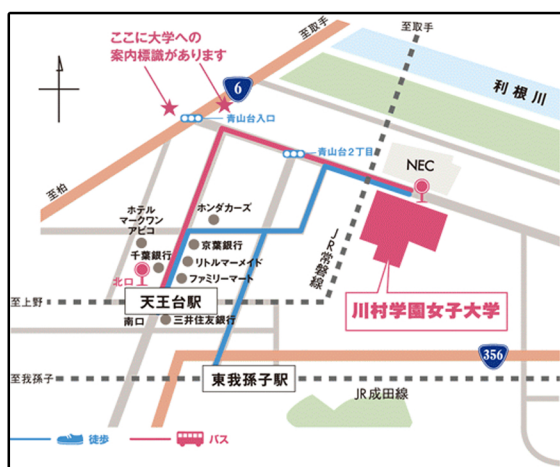 ここに大学への
案内標識があります
至取手
至取手
利根川
6
青山台入口
青山台2丁目
NEC
至柏
ホテル
マークワン
アビコ
ホンダカーズ
京葉銀行
千葉銀行
リトルマーメイド
北口
ファミリーマート
JR常磐線
至上野
天王台駅
川村学園女子大学
南口
三井住友銀行
356
至我孫子
東我孫子駅
JR成田線
徒歩
バス